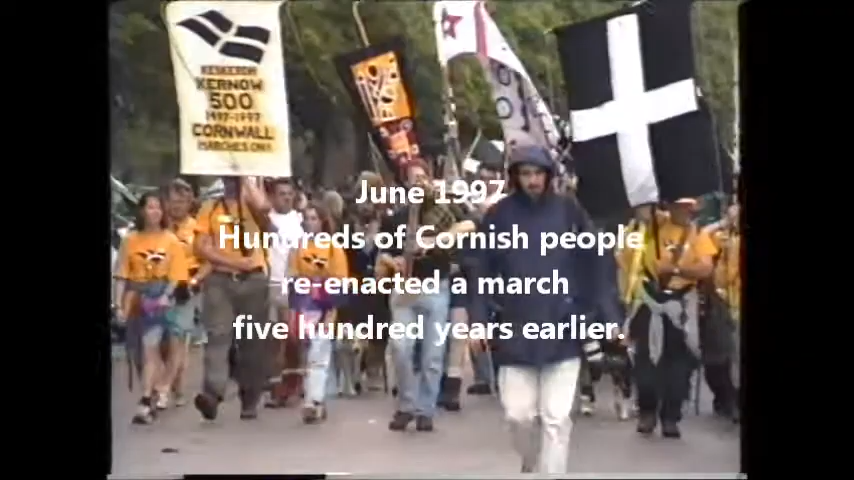 KESKERDH
KERNOW
500
1497-1997
CORNWALL
MARCHES ON!
June 1997
Hundreds of Cornish people
re-enacted a march
five hundred years earlier.